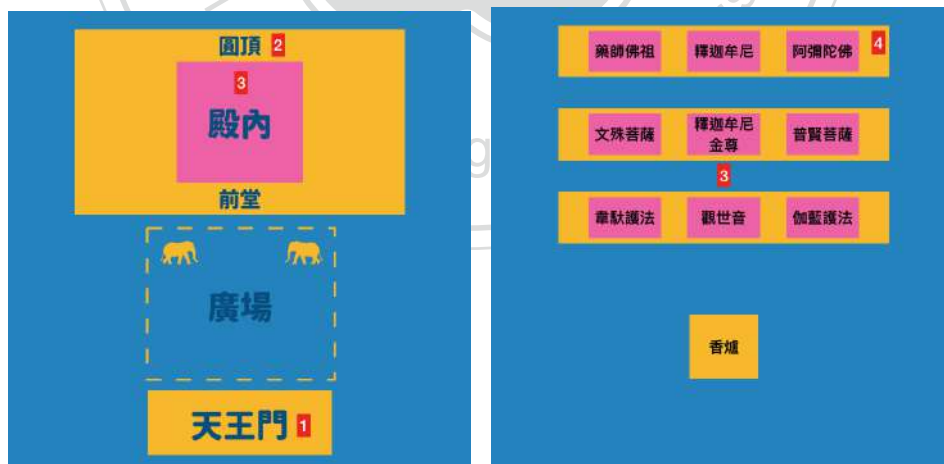 圓頂 2
3
殿內
前堂
廣場
天王門 1
藥師佛祖 釋迦牟尼 阿彌陀佛 4
文殊菩薩 釋迦牟尼 普賢菩薩
金尊
3
韋馱護法 觀世音 伽藍護法
香爐